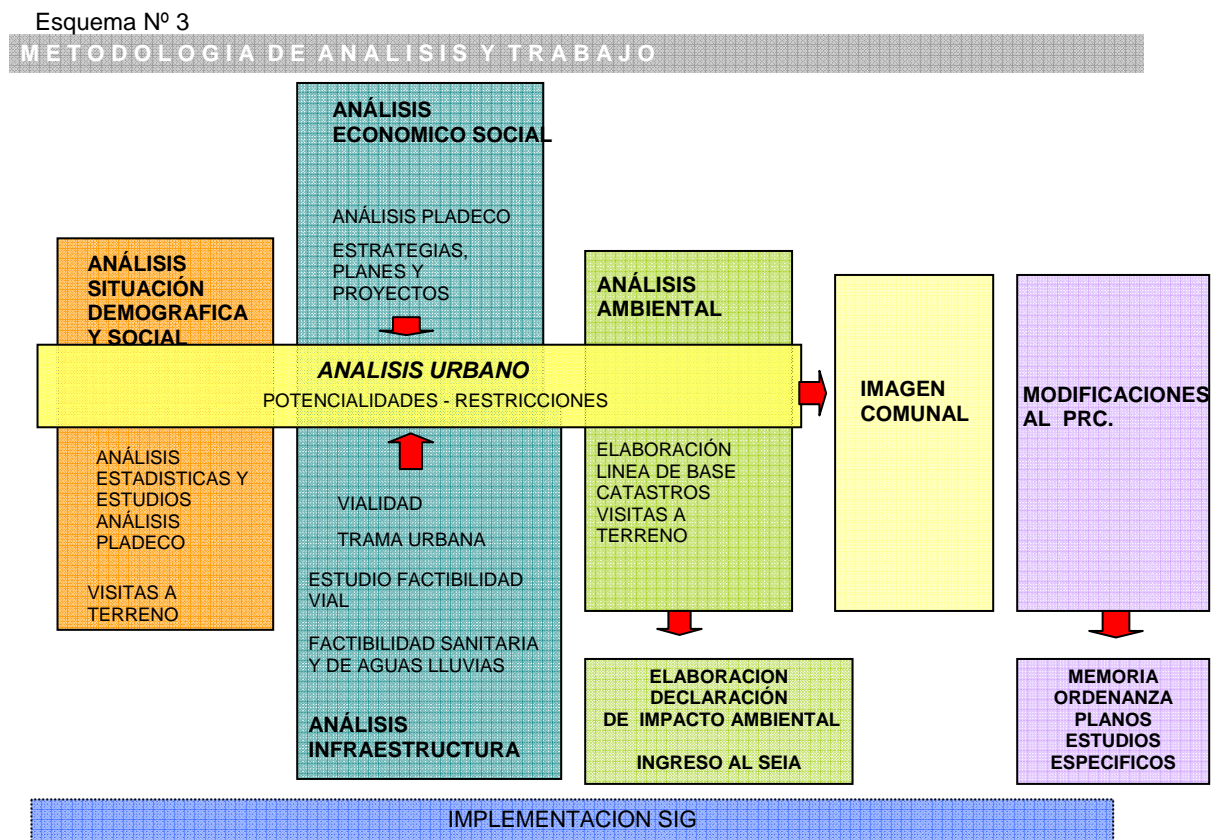 Esquema Nº 3
METODOLOGIA DE ANALISIS Y TRABAJO
ANÁLISIS
ECONOMICO SOCIAL
ANÁLISIS PLADECO
ESTRATEGIAS,
PLANES Y
PROYECTOS
ANÁLISIS
SITUACIÓN
DEMOGRAFICA
Y SOCIAL
ANÁLISIS
AMBIENTAL
ANALISIS URBANO
POTENCIALIDADES - RESTRICCIONES
IMAGEN
COMUNAL
MODIFICACIONES
AL PRC.
ANÁLISIS
ESTADISTICAS Y
ESTUDIOS
ANÁLISIS
PLADECO
VISITAS A
TERRENO
VIALIDAD
TRAMA URBANA
ESTUDIO FACTIBILIDAD
VIAL
FACTIBILIDAD SANITARIA
Y DE AGUAS LLUVIAS
ANÁLISIS
INFRAESTRUCTURA
ELABORACIÓN
LINEA DE BASE
CATASTROS
VISITAS A
TERRENO
ELABORACION
DECLARACIÓN
DE IMPACTO AMBIENTAL
INGRESO AL SEIA
MEMORIA
ORDENANZA
PLANOS
ESTUDIOS
ESPECIFICOS
IMPLEMENTACION SIG